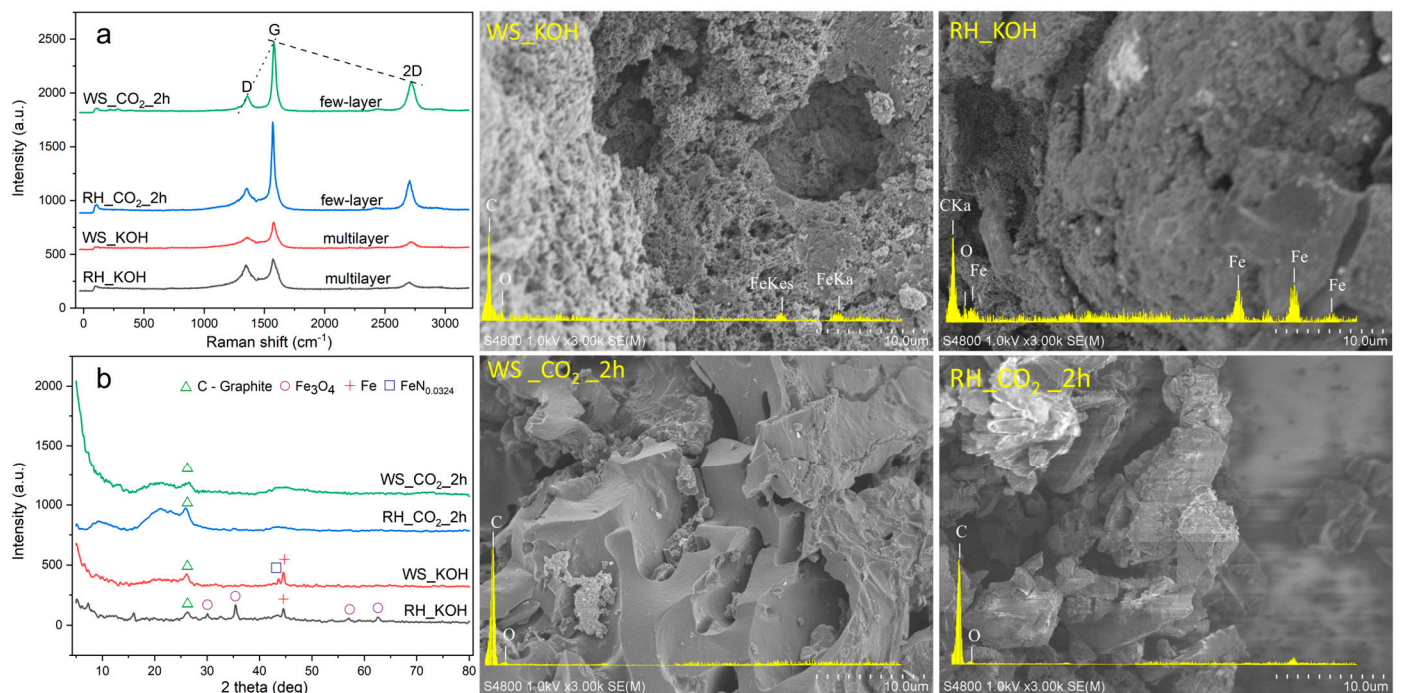 a
Intensity (a.u.)
2500
2000
1500
1000
500
0
G
D
2D
WS_CO₂_2h
few-layer
RH_CO₂_2h
few-layer
WS_KOH
multilayer
RH_KOH
multilayer
0 500 1000 1500 2000 2500 3000
Raman shift (cm⁻¹)
WS_KOH
C
O
FeKes
FeKa
S4800 1.0kV x3.00k SE(M)
10.0um
RH_KOH
CKa
O
Fe
Fe
Fe
Fe
S4800 1.0kV x3.00k SE(M)
10.0um
b
Intensity (a.u.)
2000
1500
1000
500
0
C - Graphite Fe₃O₄ Fe FeN₀.₀₃₂₄
WS_CO₂_2h
RH_CO₂_2h
WS_KOH
RH_KOH
10 20 30 40 50 60 70 80
2 theta (deg)
WS_CO₂_2h
C
O
S4800 1.0kV x3.00k SE(M)
10.0um
RH_CO₂_2h
C
O
S4800 1.0kV x3.00k SE(M)
10.0um